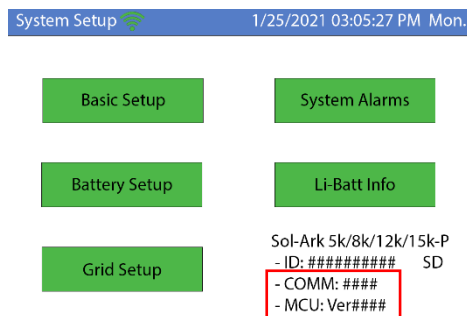 System Setup 1/25/2021 03:05:27 PM Mon.
Basic Setup
System Alarms
Battery Setup
Li-Batt Info
Grid Setup
Sol-Ark 5k/8k/12k/15k-P
- ID: ########## SD
- COMM: ####
- MCU: Ver####